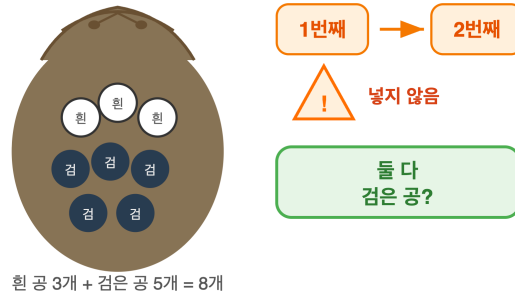 흰
흰
흰
검
검
검
검
검
흰 공 3개 + 검은 공 5개 = 8개
1번째
2번째
!
넣지 않음
둘 다
검은 공?